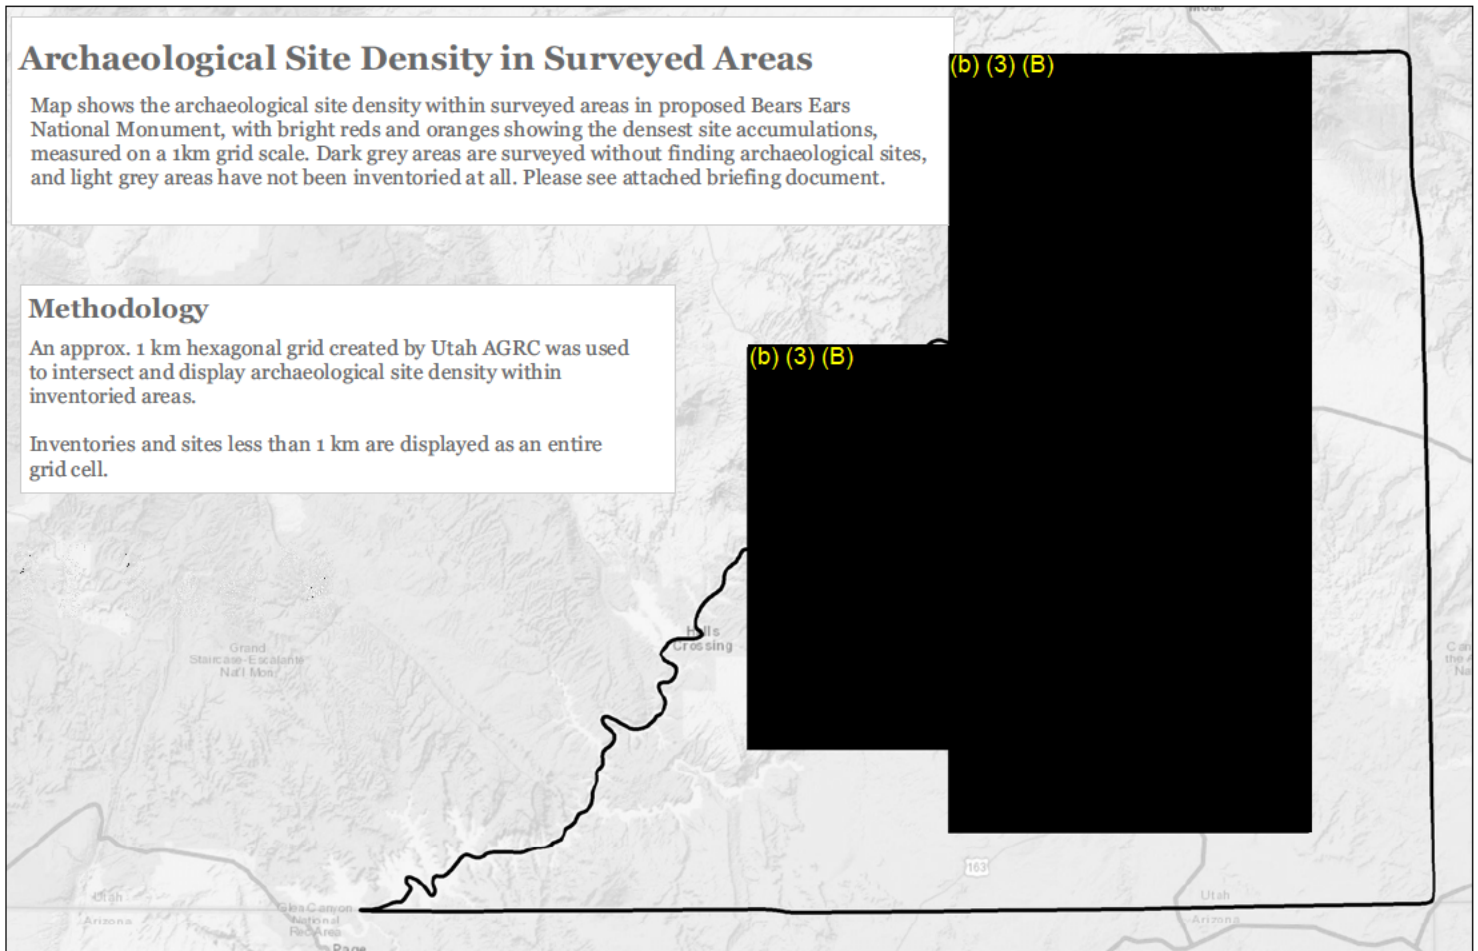 Moab
Archaeological Site Density in Surveyed Areas
(b) (3) (B)
Map shows the archaeological site density within surveyed areas in proposed Bears Ears
National Monument, with bright reds and oranges showing the densest site accumulations,
measured on a 1km grid scale. Dark grey areas are surveyed without finding archaeological sites,
and light grey areas have not been inventoried at all. Please see attached briefing document.
Methodology
An approx. 1 km hexagonal grid created by Utah AGRC was used
to intersect and display archaeological site density within
inventoried areas.
Inventories and sites less than 1 km are displayed as an entire
grid cell.
(b) (3) (B)
Halls
Crossing
Grand
Staircase-Escalante
Nat'l Mon.
163
Utah
Arizona
Glen Canyon
National
Rec Area
Page
Utah
Arizona